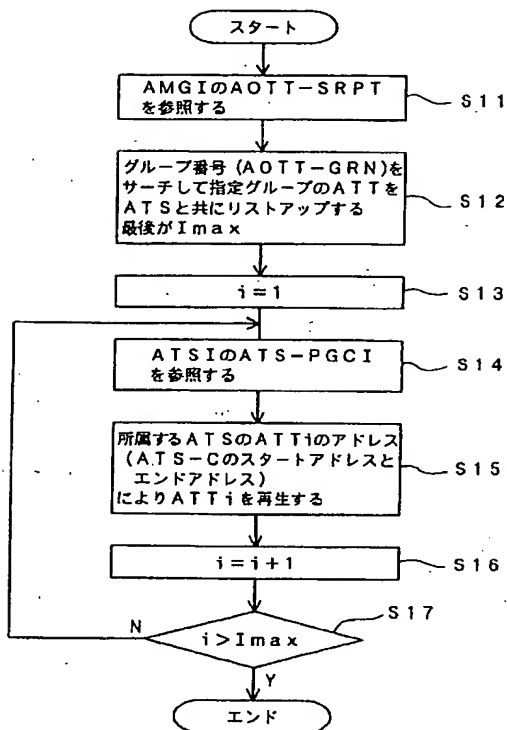 スタート
AMGIのAOTT-SRPT
を参照する
S11
グループ番号(AOTT-GRN)を
サーチして指定グループのATTを
ATSと共にリストアップする
最後がImax
S12
i=1
S13
ATSIのATS-PGCI
を参照する
S14
所属するATSのATTiのアドレス
(ATS-Cのスタートアドレスと
エンドアドレス)
によりATTiを再生する
S15
i=i+1
S16
S17
N
i>Imax
Y
エンド